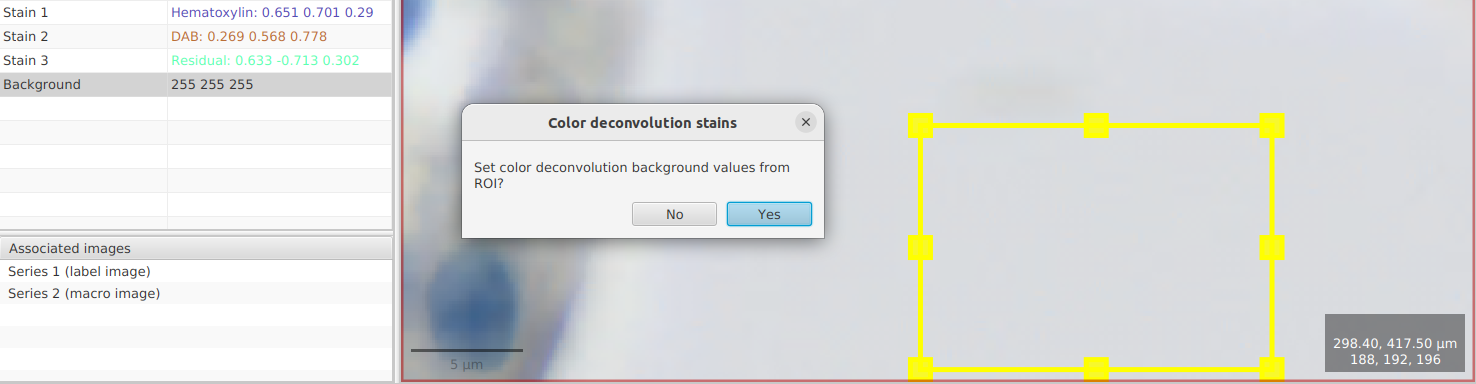 Stain 1 Hematoxylin: 0.651 0.701 0.29
Stain 2 DAB: 0.269 0.568 0.778
Stain 3 Residual: 0.633 -0.713 0.302
Background 255 255 255
Associated images
Series 1 (label image)
Series 2 (macro image)
Color deconvolution stains
Set color deconvolution background values from
ROI?
No Yes
5 µm
298.40, 417.50 µm
188, 192, 196